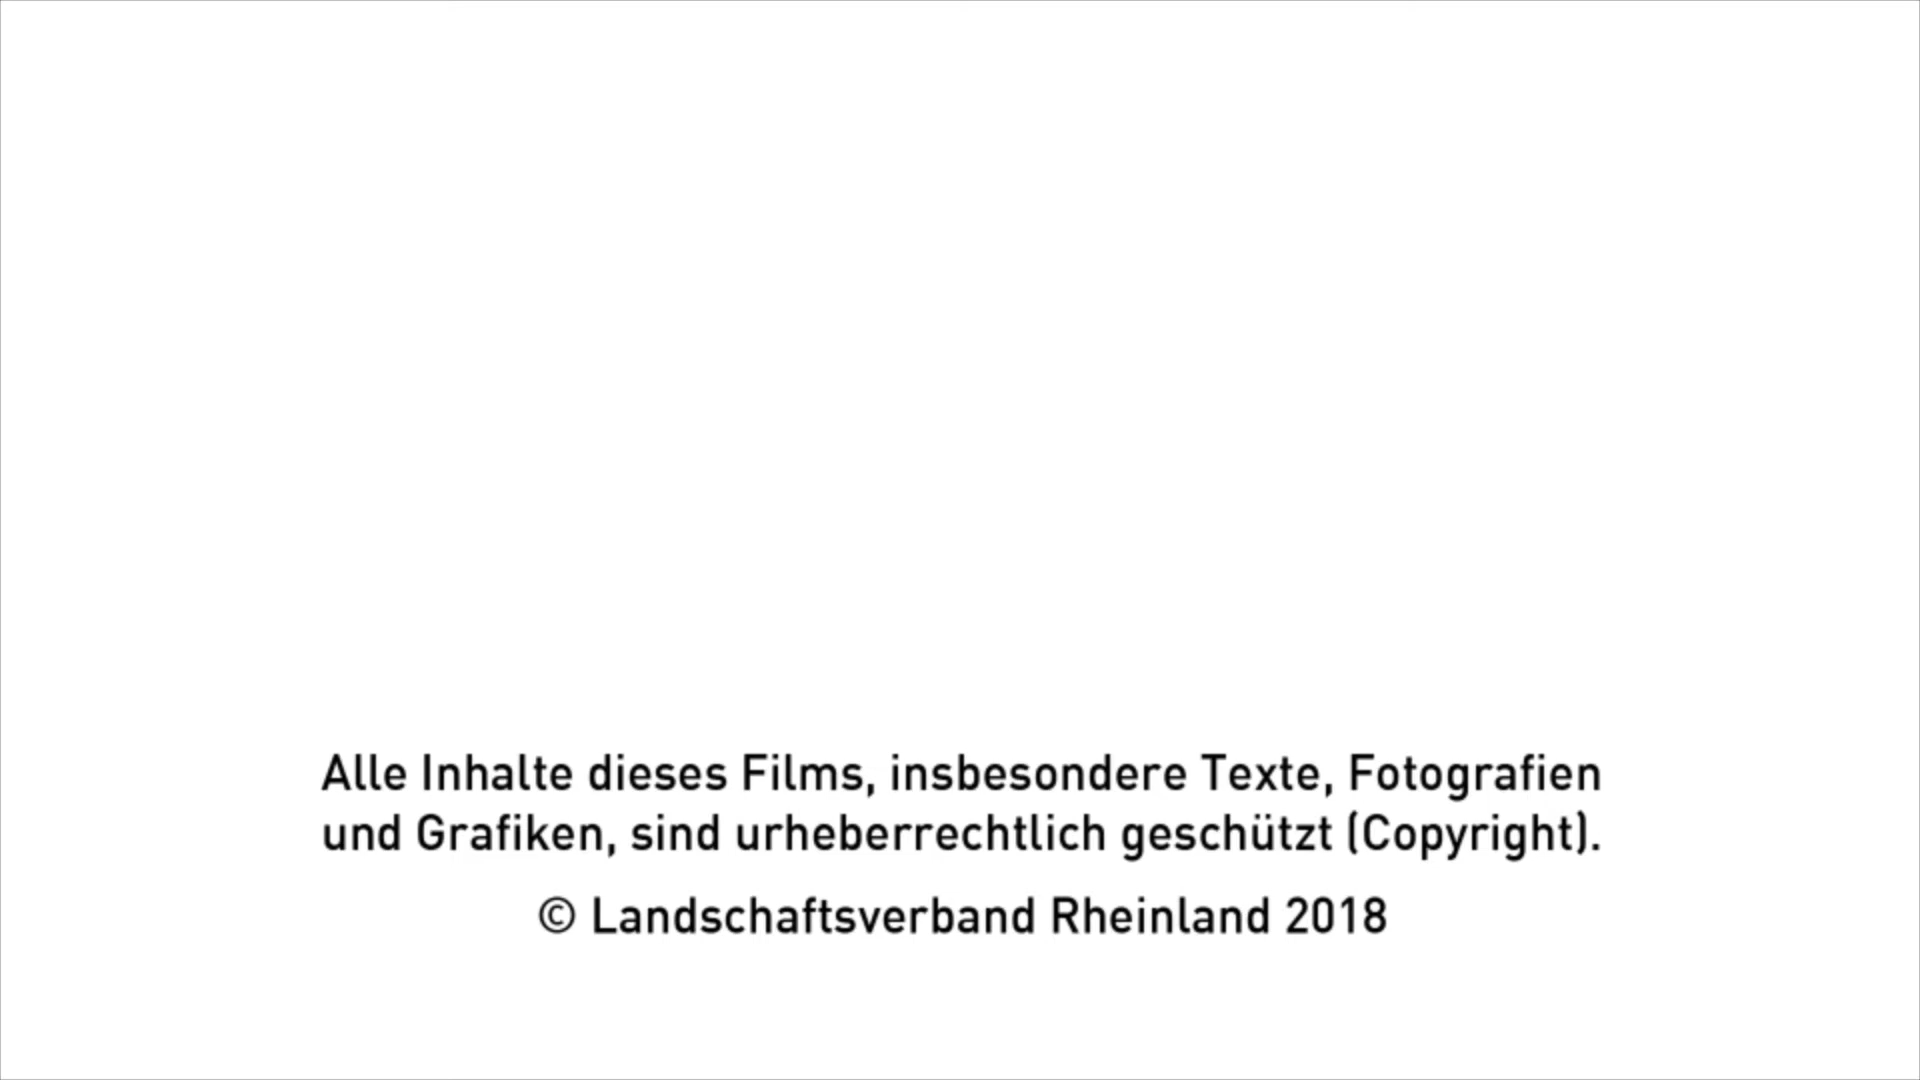 Alle Inhalte dieses Films, insbesondere Texte, Fotografien
und Grafiken, sind urheberrechtlich geschützt (Copyright).
© Landschaftsverband Rheinland 2018